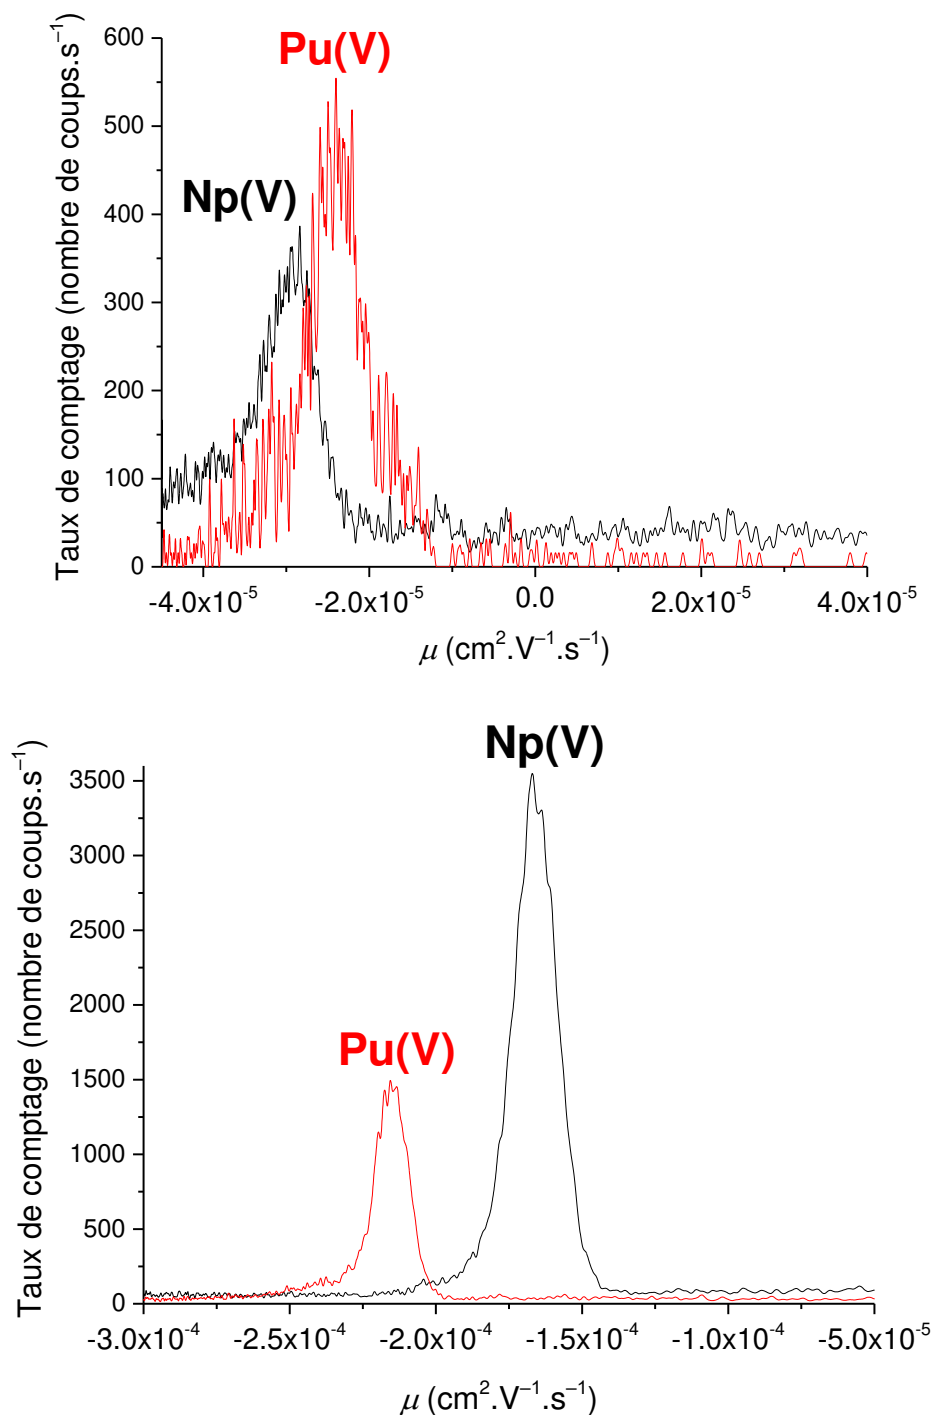 Taux de comptage (nombre de coups.s⁻¹)
600
500
400
300
200
100
0
Pu(V)
Np(V)
-4.0x10⁻⁵ -2.0x10⁻⁵ 0.0 2.0x10⁻⁵ 4.0x10⁻⁵
μ (cm².V⁻¹.s⁻¹)
Taux de comptage (nombre de coups.s⁻¹)
3500
3000
2500
2000
1500
1000
500
0
Np(V)
Pu(V)
-3.0x10⁻⁴ -2.5x10⁻⁴ -2.0x10⁻⁴ -1.5x10⁻⁴ -1.0x10⁻⁴ -5.0x10⁻⁵
μ (cm².V⁻¹.s⁻¹)